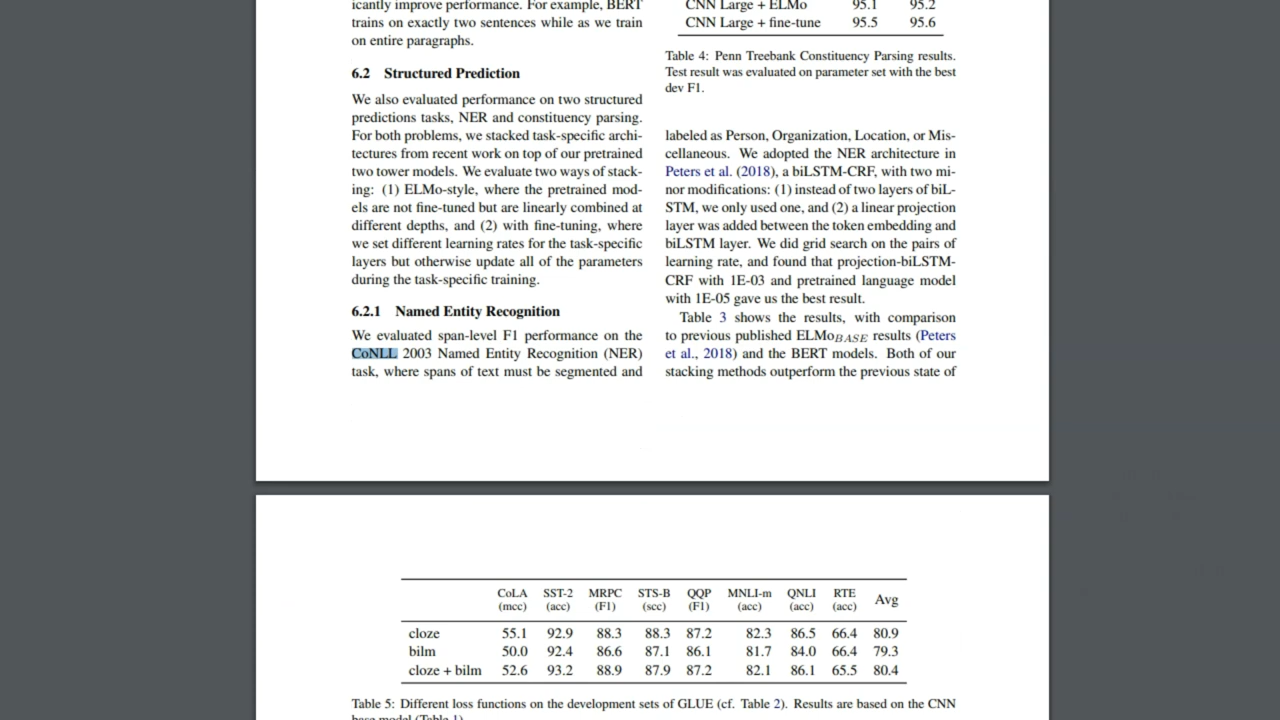 icantly improve performance. For example, BERT
trains on exactly two sentences while as we train
on entire paragraphs.
6.2 Structured Prediction
We also evaluated performance on two structured
predictions tasks, NER and constituency parsing.
For both problems, we stacked task-specific archi-
tectures from recent work on top of our pretrained
two tower models. We evaluate two ways of stack-
ing: (1) ELMo-style, where the pretrained mod-
els are not fine-tuned but are linearly combined at
different depths, and (2) with fine-tuning, where
we set different learning rates for the task-specific
layers but otherwise update all of the parameters
during the task-specific training.
6.2.1 Named Entity Recognition
We evaluated span-level F1 performance on the
CoNLL 2003 Named Entity Recognition (NER)
task, where spans of text must be segmented and
CNN Large + ELMo 95.1 95.2
CNN Large + fine-tune 95.5 95.6
Table 4: Penn Treebank Constituency Parsing results.
Test result was evaluated on parameter set with the best
dev F1.
labeled as Person, Organization, Location, or Mis-
cellaneous. We adopted the NER architecture in
Peters et al. (2018), a biLSTM-CRF, with two mi-
nor modifications: (1) instead of two layers of biL-
STM, we only used one, and (2) a linear projection
layer was added between the token embedding and
biLSTM layer. We did grid search on the pairs of
learning rate, and found that projection-biLSTM-
CRF with 1E-03 and pretrained language model
with 1E-05 gave us the best result.
Table 3 shows the results, with comparison
to previous published ELMoBASE results (Peters
et al., 2018) and the BERT models. Both of our
stacking methods outperform the previous state of
CoLA SST-2 MRPC STS-B QQP MNLI-m QNLI RTE Avg
(mcc) (acc) (F1) (scc) (F1) (acc) (acc) (acc)
cloze 55.1 92.9 88.3 88.3 87.2 82.3 86.5 66.4 80.9
bilm 50.0 92.4 86.6 87.1 86.1 81.7 84.0 66.4 79.3
cloze + bilm 52.6 93.2 88.9 87.9 87.2 82.1 86.1 65.5 80.4
Table 5: Different loss functions on the development sets of GLUE (cf. Table 2). Results are based on the CNN
base model (Table 1)